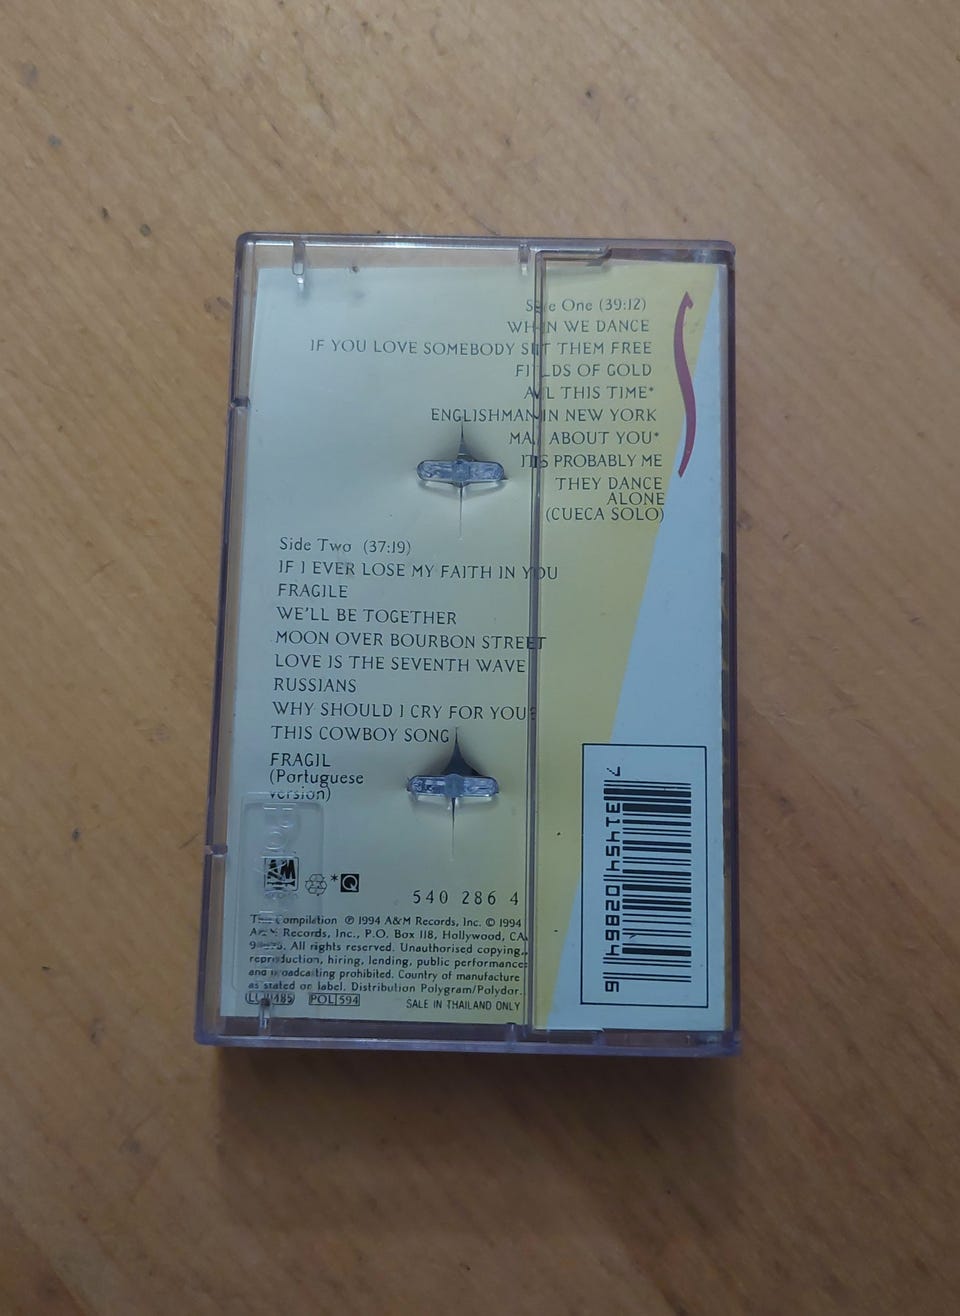 Side One (39:12)
WHEN WE DANCE
IF YOU LOVE SOMEBODY SET THEM FREE
FIELDS OF GOLD
ALL THIS TIME*
ENGLISHMAN IN NEW YORK
MAD ABOUT YOU*
IT'S PROBABLY ME
THEY DANCE
ALONE
(CUECA SOLO)
Side Two (37:19)
IF I EVER LOSE MY FAITH IN YOU
FRAGILE
WE'LL BE TOGETHER
MOON OVER BOURBON STREET
LOVE IS THE SEVENTH WAVE
RUSSIANS
WHY SHOULD I CRY FOR YOU?
THIS COWBOY SONG
FRAGIL
(Portuguese
version)
A&M
* Q
540 286 4
This Compilation ℗ 1994 A&M Records, Inc. © 1994
A&M Records, Inc., P.O. Box 118, Hollywood, CA
All rights reserved. Unauthorised copying,
reproduction, hiring, lending, public performance
and broadcasting prohibited. Country of manufacture
as stated on label. Distribution Polygram/Polydor.
POL 594
SALE IN THAILAND ONLY
7 31454 02864 9